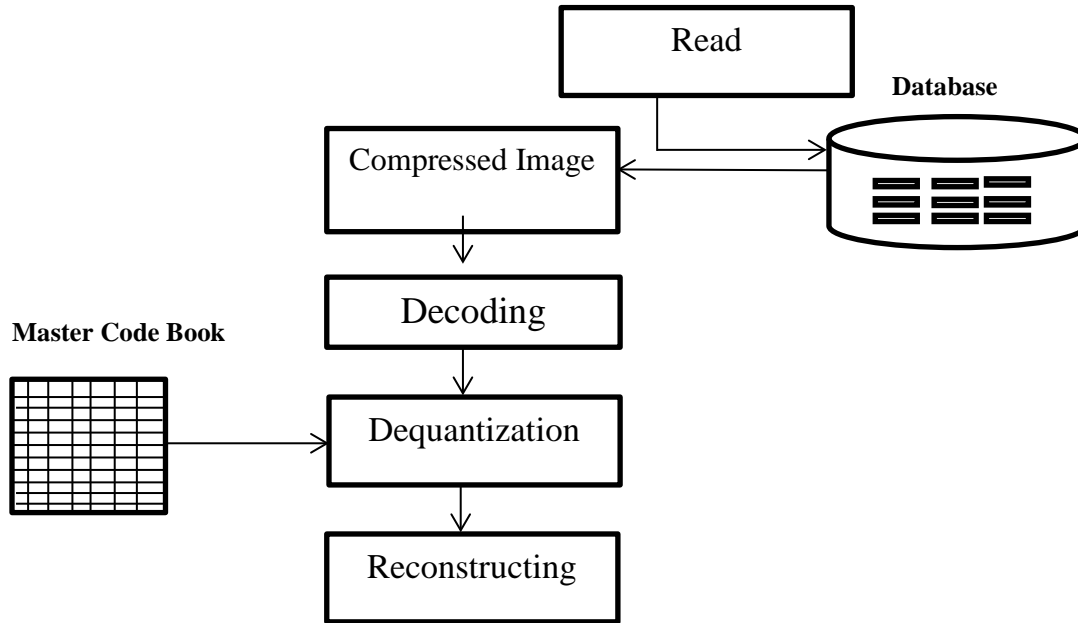 Read
Database
Compressed Image
Decoding
Master Code Book
Dequantization
Reconstructing